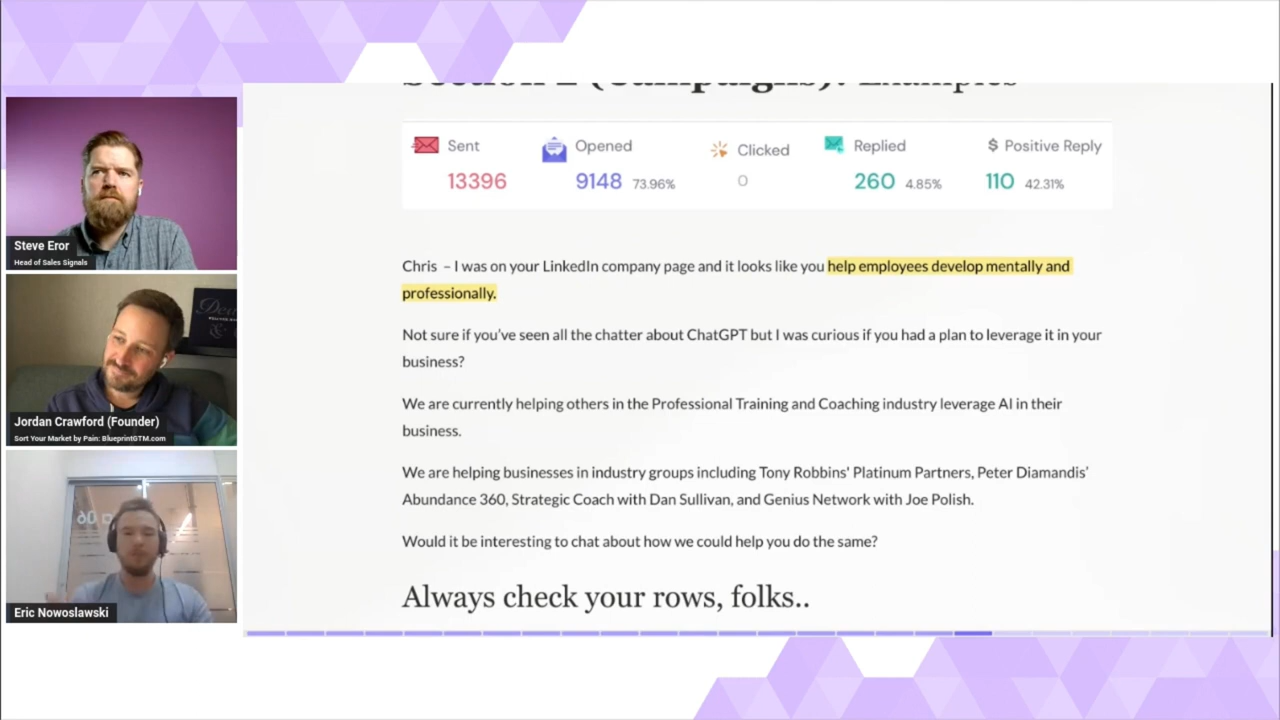 Section 2 (Campaigns): Examples
Sent
Opened
Clicked
Replied
$ Positive Reply
13396
9148 73.96%
0
260 4.85%
110 42.31%
Chris – I was on your LinkedIn company page and it looks like you help employees develop mentally and
professionally.
Not sure if you've seen all the chatter about ChatGPT but I was curious if you had a plan to leverage it in your
business?
We are currently helping others in the Professional Training and Coaching industry leverage AI in their
business.
We are helping businesses in industry groups including Tony Robbins' Platinum Partners, Peter Diamandis'
Abundance 360, Strategic Coach with Dan Sullivan, and Genius Network with Joe Polish.
Would it be interesting to chat about how we could help you do the same?
Always check your rows, folks..
Steve Eror
Head of Sales Signals
Jordan Crawford (Founder)
Sort Your Market by Pain: BlueprintGTM.com
Eric Nowoslawski